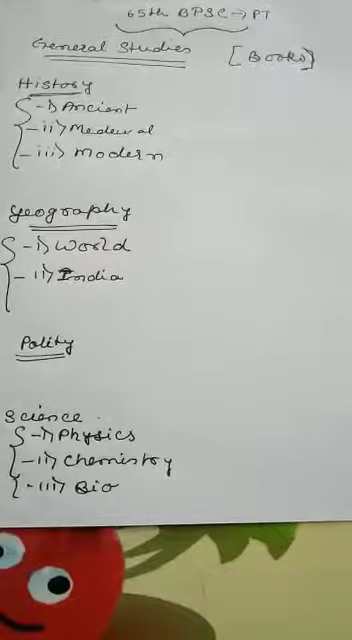 65th BPSC → PT
General Studies [Books]
History
- i) Ancient
- ii) Medeval
- iii) Modern
Geography
- i) World
- ii) India
Polity
Science
- i) Physics
- ii) Chemistry
- iii) Bio